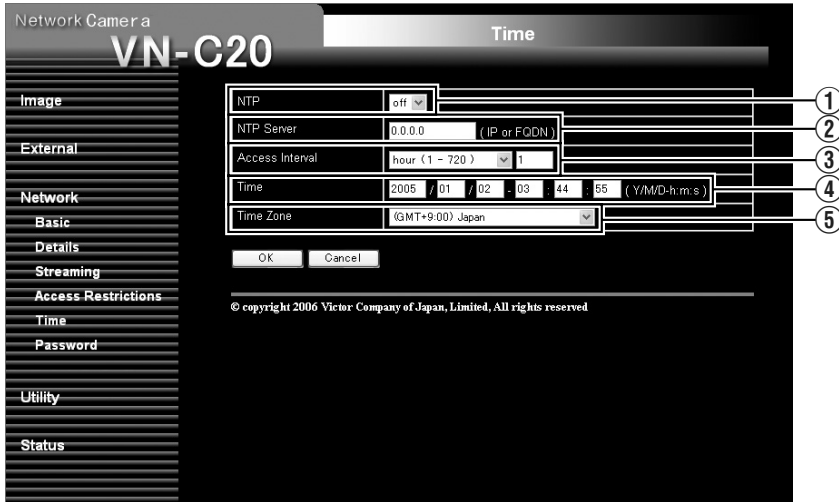 Network Camera
VN-C20
Time
Image
External
Network
Basic
Details
Streaming
Access Restrictions
Time
Password
Utility
Status
NTP off ①
NTP Server 0.0.0.0 ( IP or FQDN ) ②
Access Interval hour (1 - 720 ) 1 ③
Time 2005 / 01 / 02 - 03 : 44 : 55 ( Y/M/D-h:m:s ) ④
Time Zone (GMT+9:00) Japan ⑤
OK Cancel
© copyright 2006 Victor Company of Japan, Limited, All rights reserved